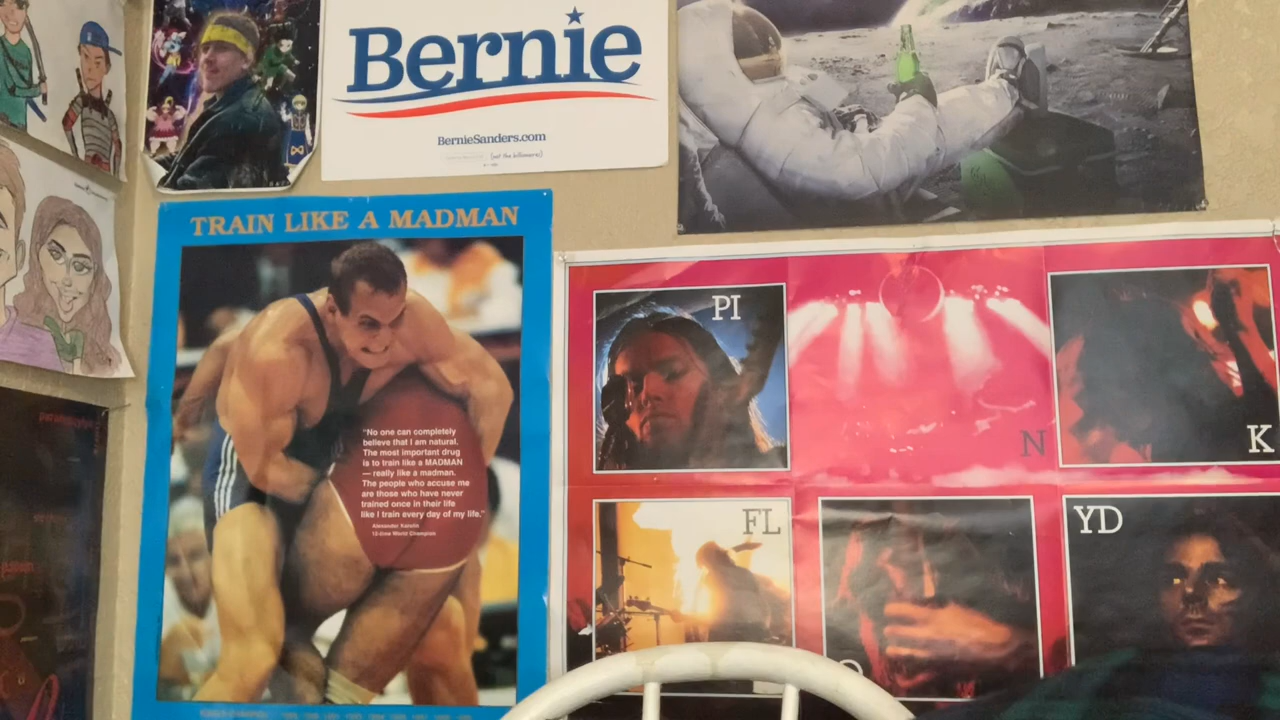 Bernie
BernieSanders.com
(not the billionaires)
TRAIN LIKE A MADMAN
"No one can completely
believe that I am natural.
The most important drug
is to train like a MADMAN
— really like a madman.
The people who accuse me
are those who have never
trained once in their life
like I train every day of my life."
Alexander Karelin
12-time World Champion
PI
N
K
FL
O
YD